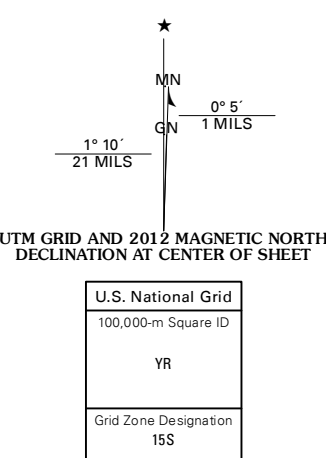 ★
MN
GN
0° 5´
1 MILS
1° 10´
21 MILS
UTM GRID AND 2012 MAGNETIC NORTH
DECLINATION AT CENTER OF SHEET
U.S. National Grid
100,000-m Square ID
YR
Grid Zone Designation
15S